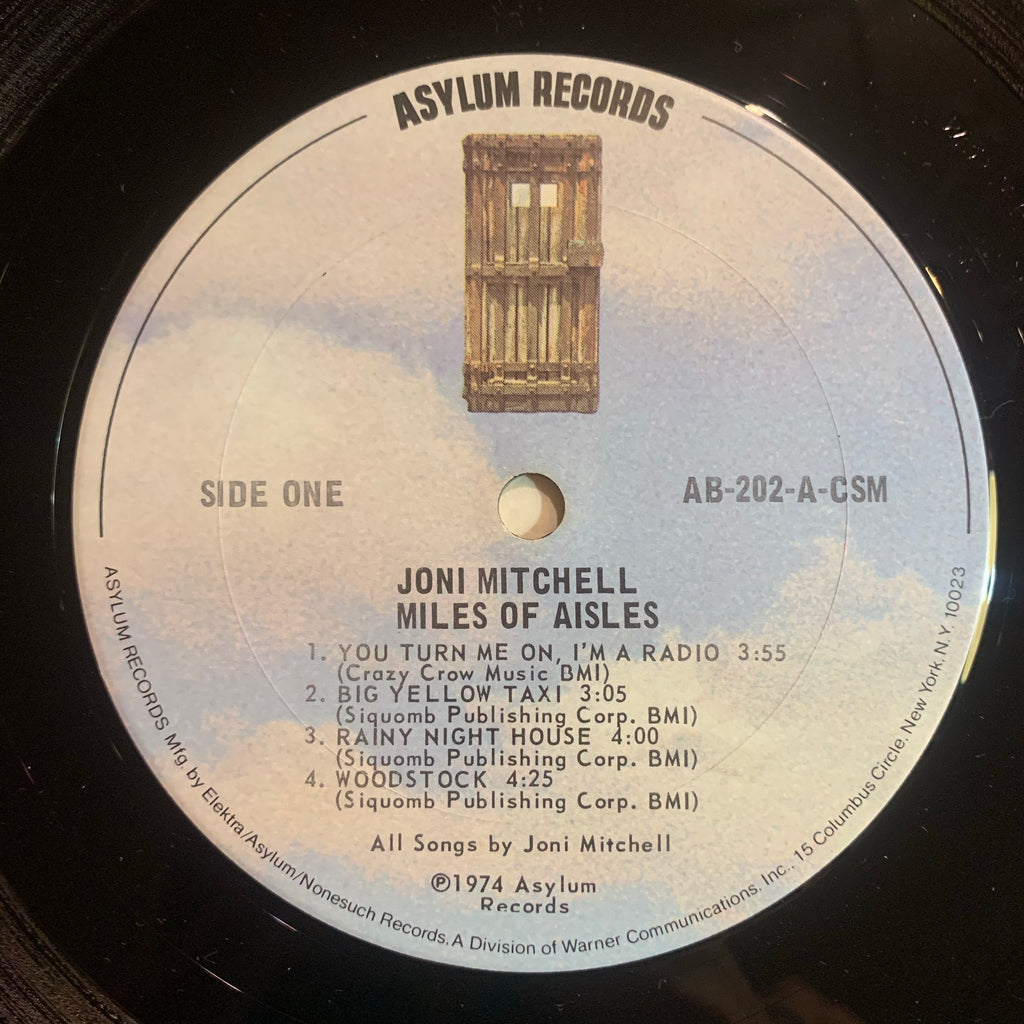 ASYLUM RECORDS
SIDE ONE
AB-202-A-CSM
JONI MITCHELL
MILES OF AISLES
1. YOU TURN ME ON, I'M A RADIO 3:55
(Crazy Crow Music BMI)
2. BIG YELLOW TAXI 3:05
(Siquomb Publishing Corp. BMI)
3. RAINY NIGHT HOUSE 4:00
(Siquomb Publishing Corp. BMI)
4. WOODSTOCK 4:25
(Siquomb Publishing Corp. BMI)
All Songs by Joni Mitchell
℗1974 Asylum
Records
ASYLUM RECORDS Mfg. by Elektra/Asylum/Nonesuch Records. A Division of Warner Communications, Inc., 15 Columbus Circle, New York, N.Y. 10023